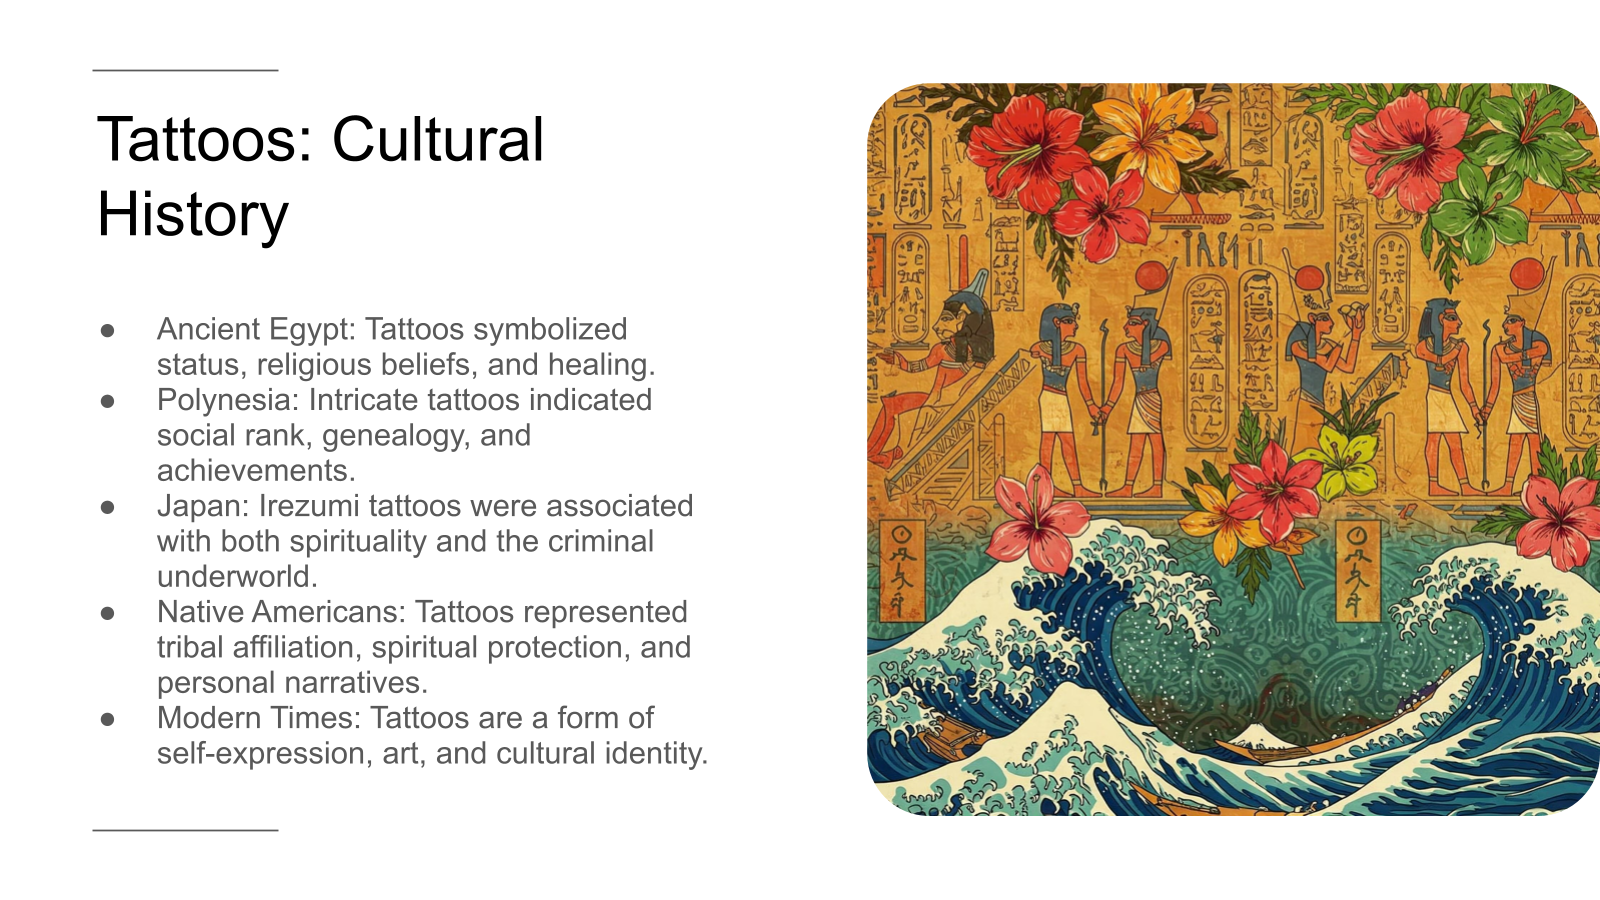 Tattoos: Cultural
History
● Ancient Egypt: Tattoos symbolized
status, religious beliefs, and healing.
● Polynesia: Intricate tattoos indicated
social rank, genealogy, and
achievements.
● Japan: Irezumi tattoos were associated
with both spirituality and the criminal
underworld.
● Native Americans: Tattoos represented
tribal affiliation, spiritual protection, and
personal narratives.
● Modern Times: Tattoos are a form of
self-expression, art, and cultural identity.